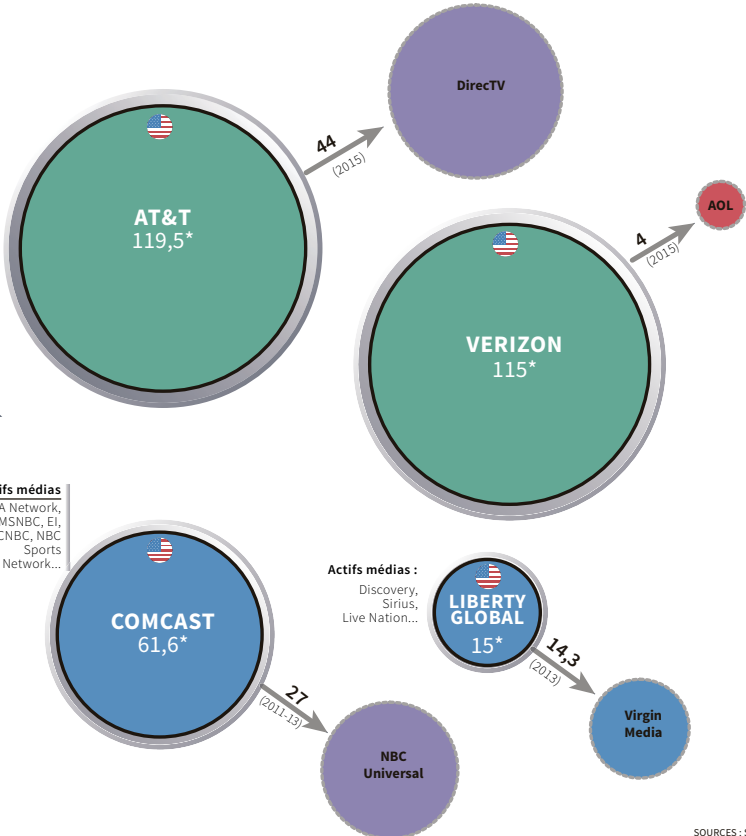 DirecTV
44
(2015)
AT&T
119,5*
AOL
4
(2015)
VERIZON
115*
ifs médias
A Network,
MSNBC, EI,
CNBC, NBC
Sports
Network...
COMCAST
61,6*
27
(2011-13)
NBC
Universal
Actifs médias :
Discovery,
Sirius,
Live Nation...
LIBERTY
GLOBAL
15*
14,3
(2013)
Virgin
Media
SOURCES : S